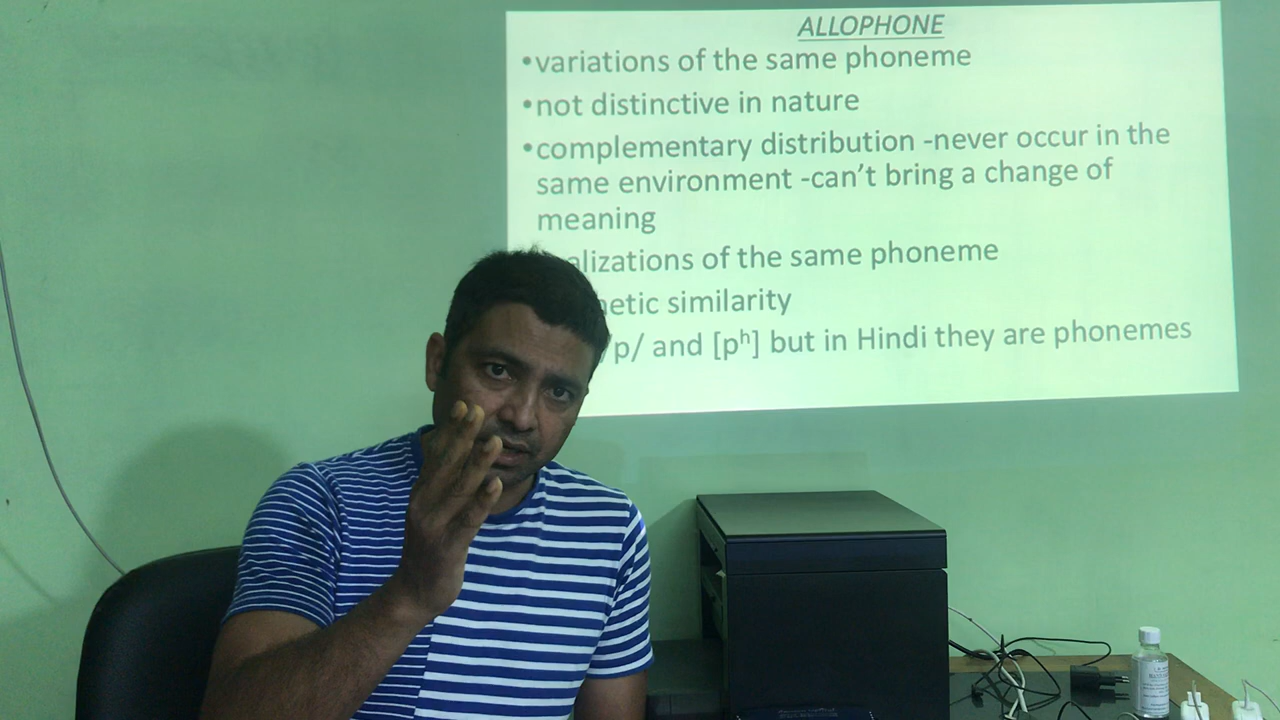 ALLOPHONE
•variations of the same phoneme
•not distinctive in nature
•complementary distribution -never occur in the
same environment -can't bring a change of
meaning
alizations of the same phoneme
netic similarity
/p/ and [pʰ] but in Hindi they are phonemes